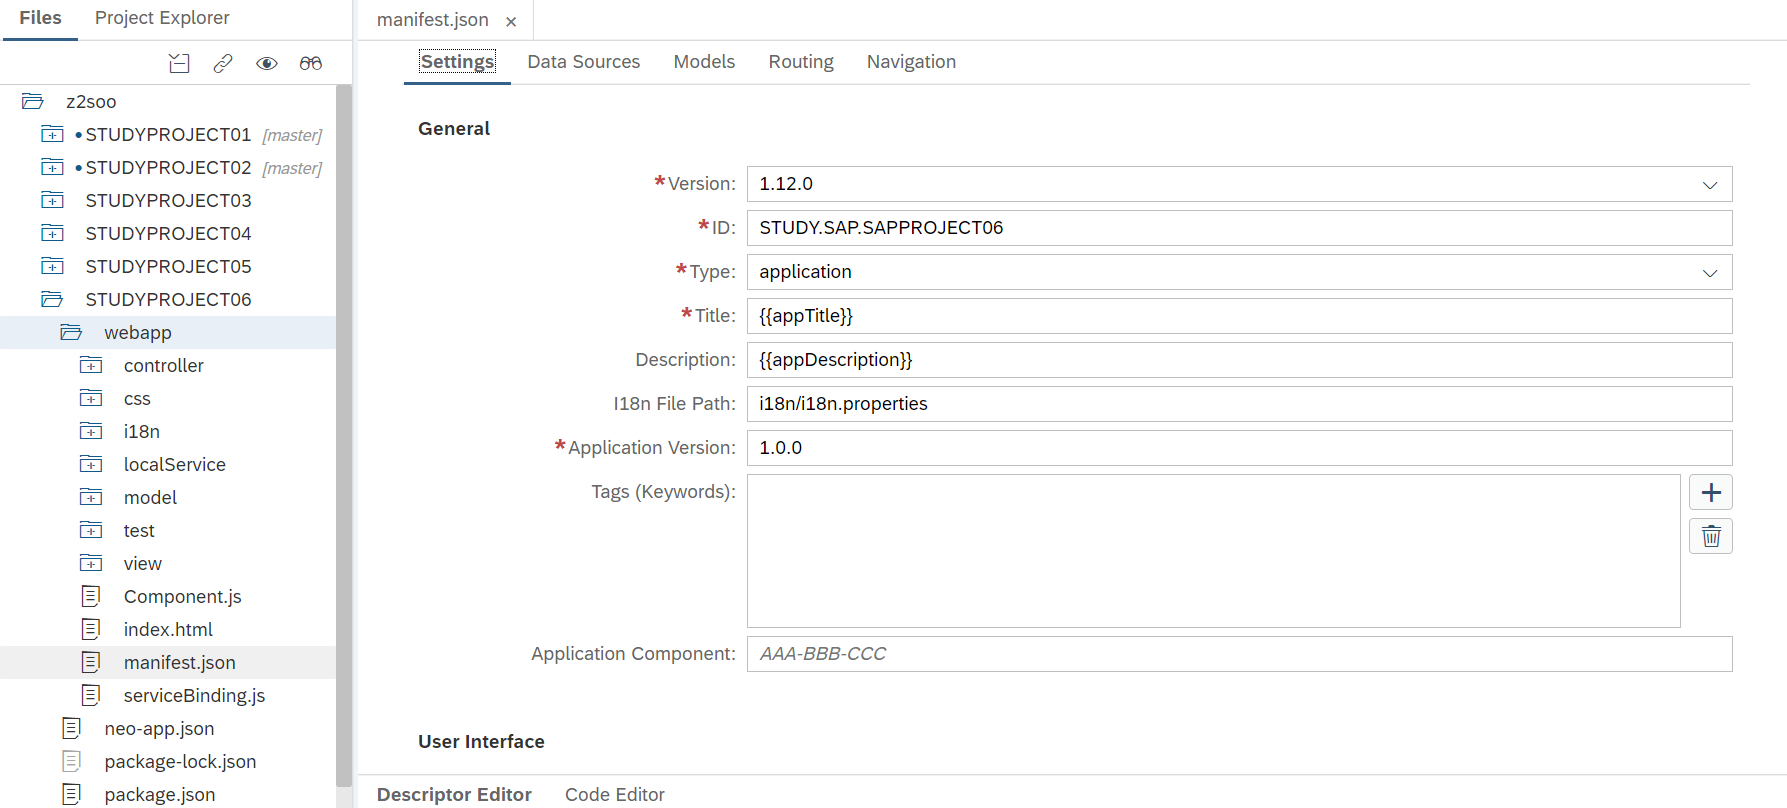 Files Project Explorer
z2soo
STUDYPROJECT01 [master]
STUDYPROJECT02 [master]
STUDYPROJECT03
STUDYPROJECT04
STUDYPROJECT05
STUDYPROJECT06
webapp
controller
css
i18n
localService
model
test
view
Component.js
index.html
manifest.json
serviceBinding.js
neo-app.json
package-lock.json
package.json
manifest.json ×
Settings Data Sources Models Routing Navigation
General
*Version: 1.12.0
*ID: STUDY.SAP.SAPPROJECT06
*Type: application
*Title: {{appTitle}}
Description: {{appDescription}}
I18n File Path: i18n/i18n.properties
*Application Version: 1.0.0
Tags (Keywords):
Application Component: AAA-BBB-CCC
User Interface
Descriptor Editor Code Editor